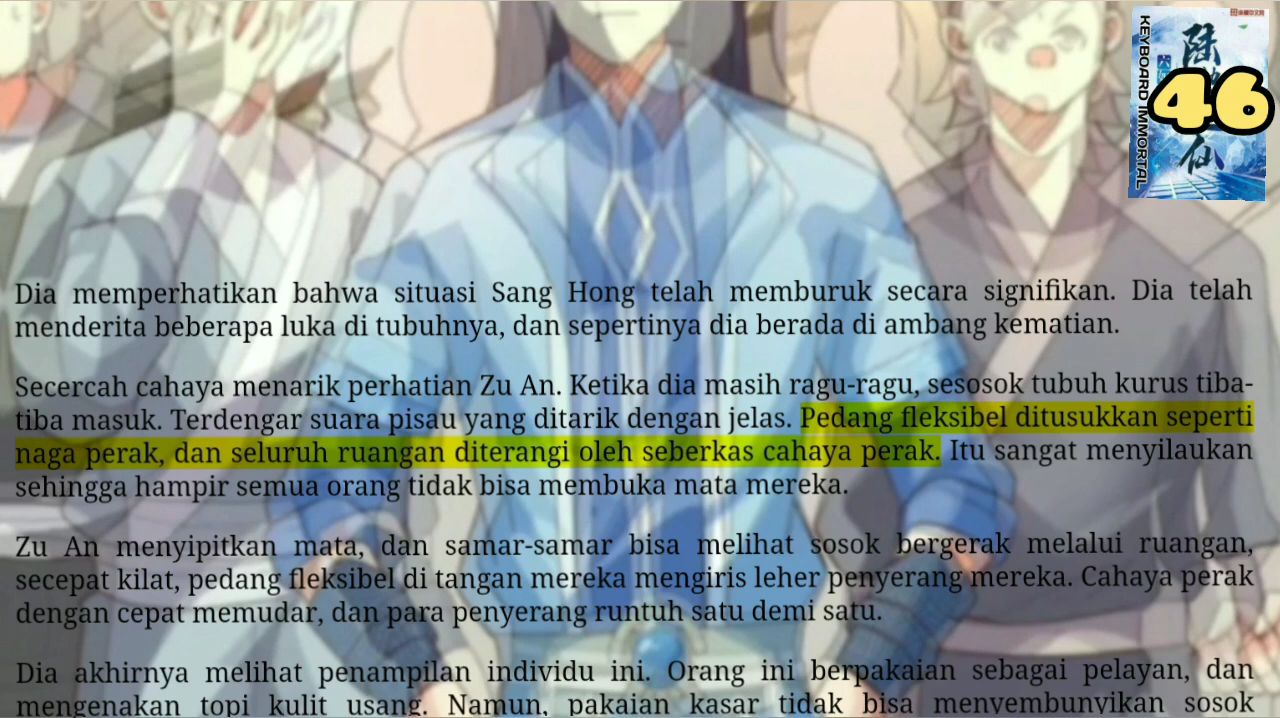 陆
仙
KEYBOARD IMMORTAL
46
Dia memperhatikan bahwa situasi Sang Hong telah memburuk secara signifikan. Dia telah
menderita beberapa luka di tubuhnya, dan sepertinya dia berada di ambang kematian.
Secercah cahaya menarik perhatian Zu An. Ketika dia masih ragu-ragu, sesosok tubuh kurus tiba-
tiba masuk. Terdengar suara pisau yang ditarik dengan jelas. Pedang fleksibel ditusukkan seperti
naga perak, dan seluruh ruangan diterangi oleh seberkas cahaya perak. Itu sangat menyilaukan
sehingga hampir semua orang tidak bisa membuka mata mereka.
Zu An menyipitkan mata, dan samar-samar bisa melihat sosok bergerak melalui ruangan,
secepat kilat, pedang fleksibel di tangan mereka mengiris leher penyerang mereka. Cahaya perak
dengan cepat memudar, dan para penyerang runtuh satu demi satu.
Dia akhirnya melihat penampilan individu ini. Orang ini berpakaian sebagai pelayan, dan
mengenakan topi kulit usang. Namun, pakaian kasar tidak bisa menyembunyikan sosok